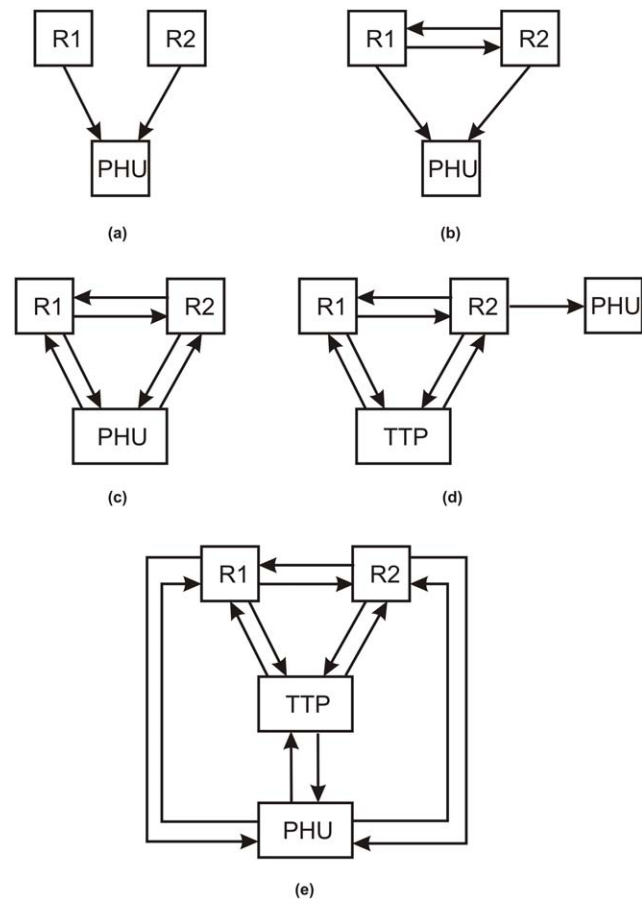 R1 R2
PHU
(a)
R1 R2
PHU
(b)
R1 R2
PHU
(c)
R1 R2 PHU
TTP
(d)
R1 R2
TTP
PHU
(e)